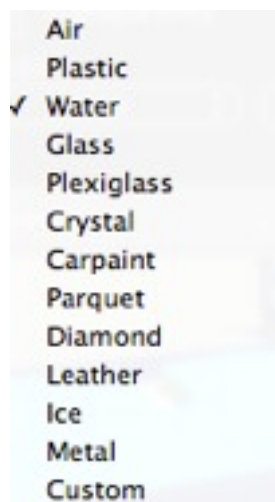 Air
Plastic
✓ Water
Glass
Plexiglass
Crystal
Carpaint
Parquet
Diamond
Leather
Ice
Metal
Custom